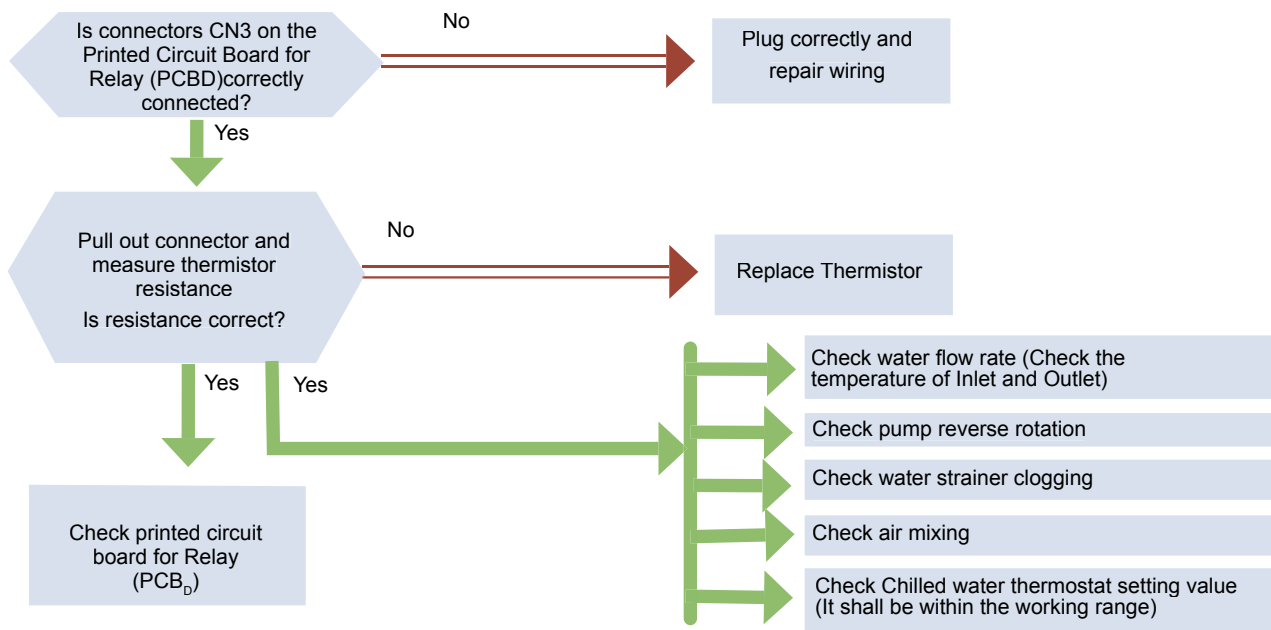 Is connectors CN3 on the
Printed Circuit Board for
Relay (PCBD)correctly
connected?
No
Plug correctly and
repair wiring
Yes
Pull out connector and
measure thermistor
resistance
Is resistance correct?
No
Replace Thermistor
Yes
Yes
Check printed circuit
board for Relay
(PCB_D)
Check water flow rate (Check the
temperature of Inlet and Outlet)
Check pump reverse rotation
Check water strainer clogging
Check air mixing
Check Chilled water thermostat setting value
(It shall be within the working range)